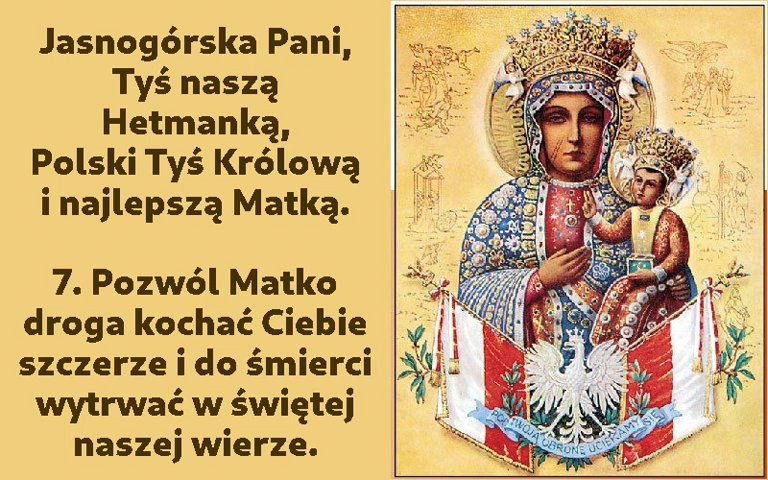 Jasnogórska Pani,
Tyś naszą
Hetmanką,
Polski Tyś Królową
i najlepszą Matką.
7. Pozwól Matko
droga kochać Ciebie
szczerze i do śmierci
wytrwać w świętej
naszej wierze.
POD TWOJĄ OBRONĘ UCIEKAMY SIĘ